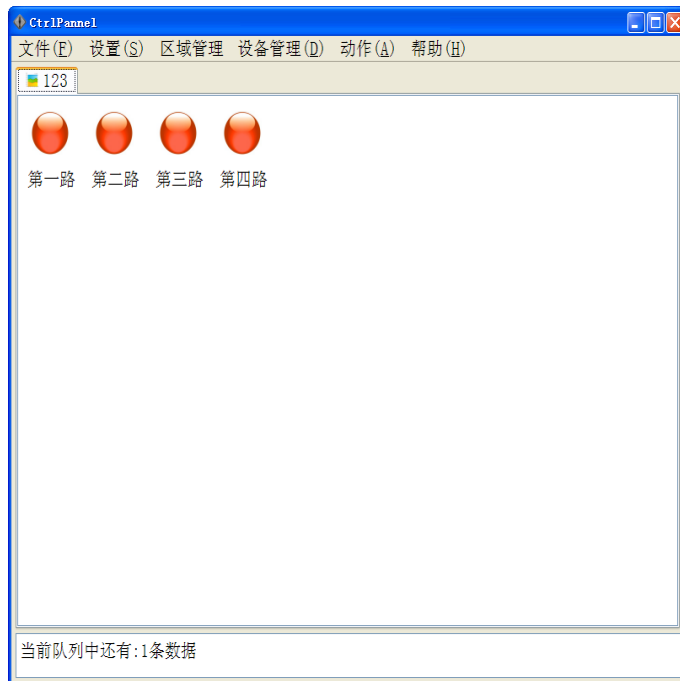 CtrlPannel
文件(F) 设置(S) 区域管理 设备管理(D) 动作(A) 帮助(H)
123
第一路 第二路 第三路 第四路
当前队列中还有:1条数据